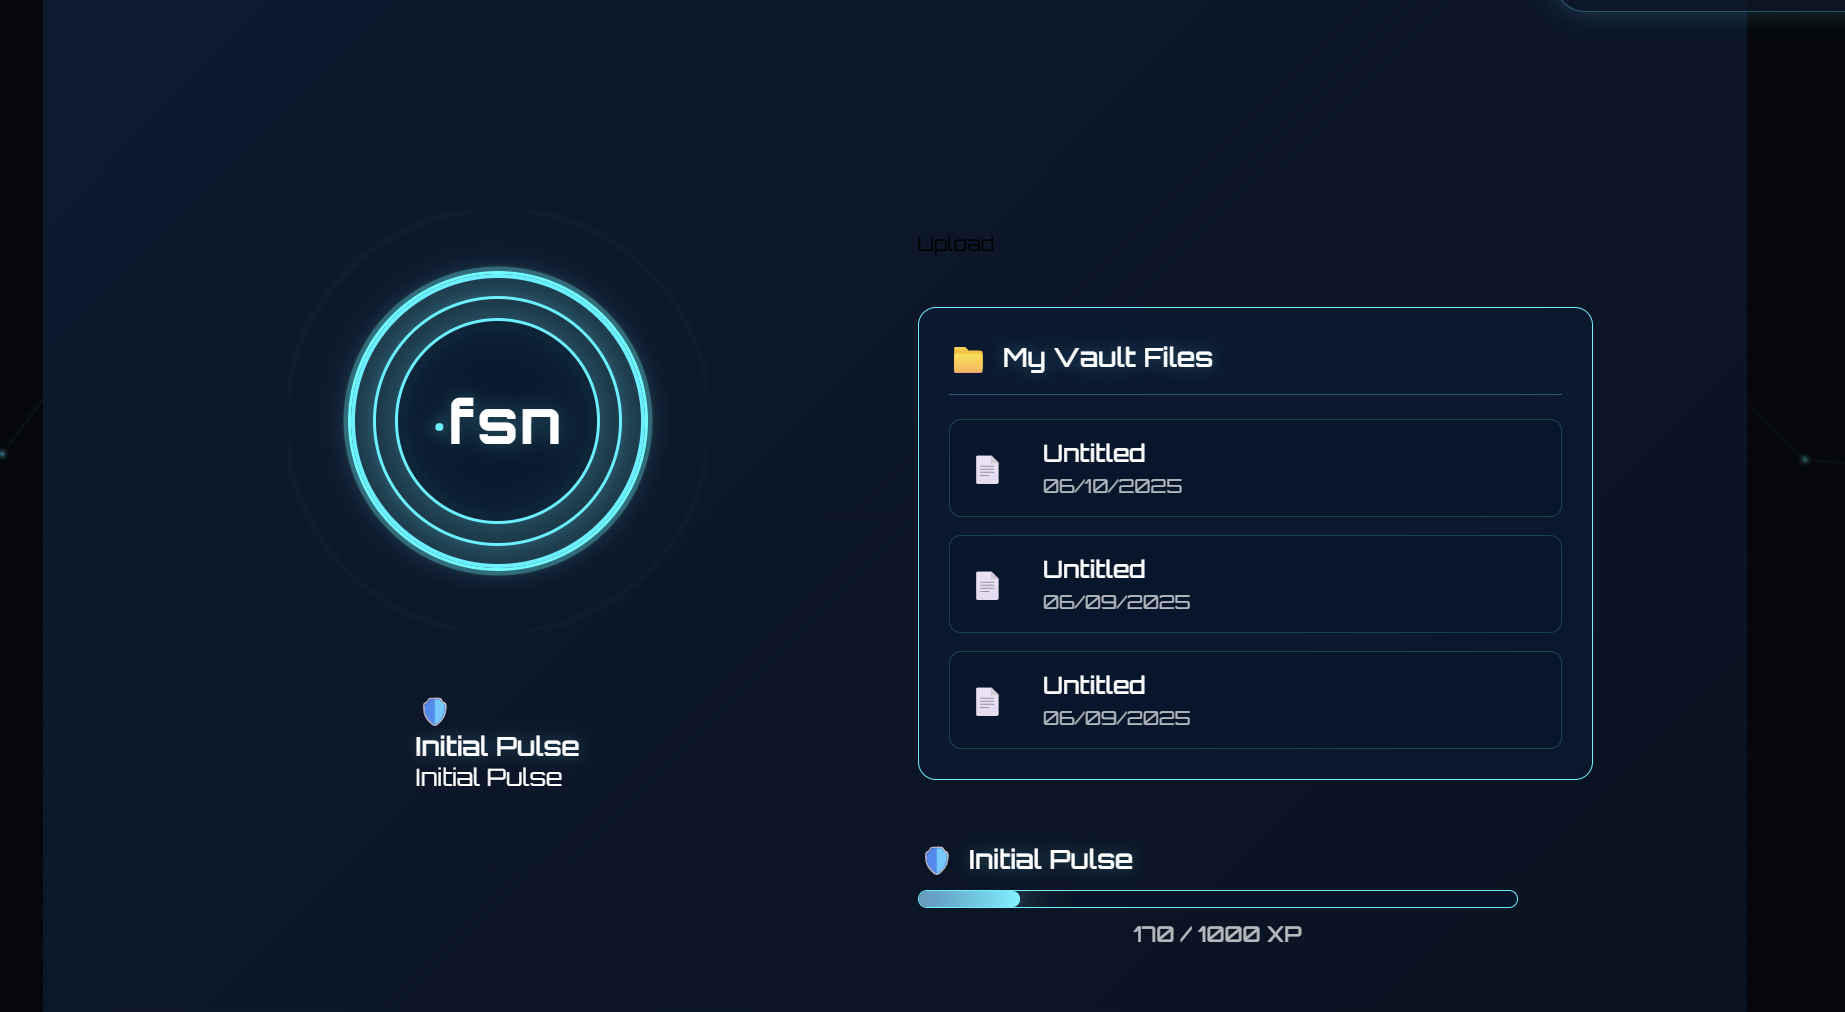 .fsn
Initial Pulse
Initial Pulse
Upload
My Vault Files
Untitled
06/10/2025
Untitled
06/09/2025
Untitled
06/09/2025
Initial Pulse
170 / 1000 XP